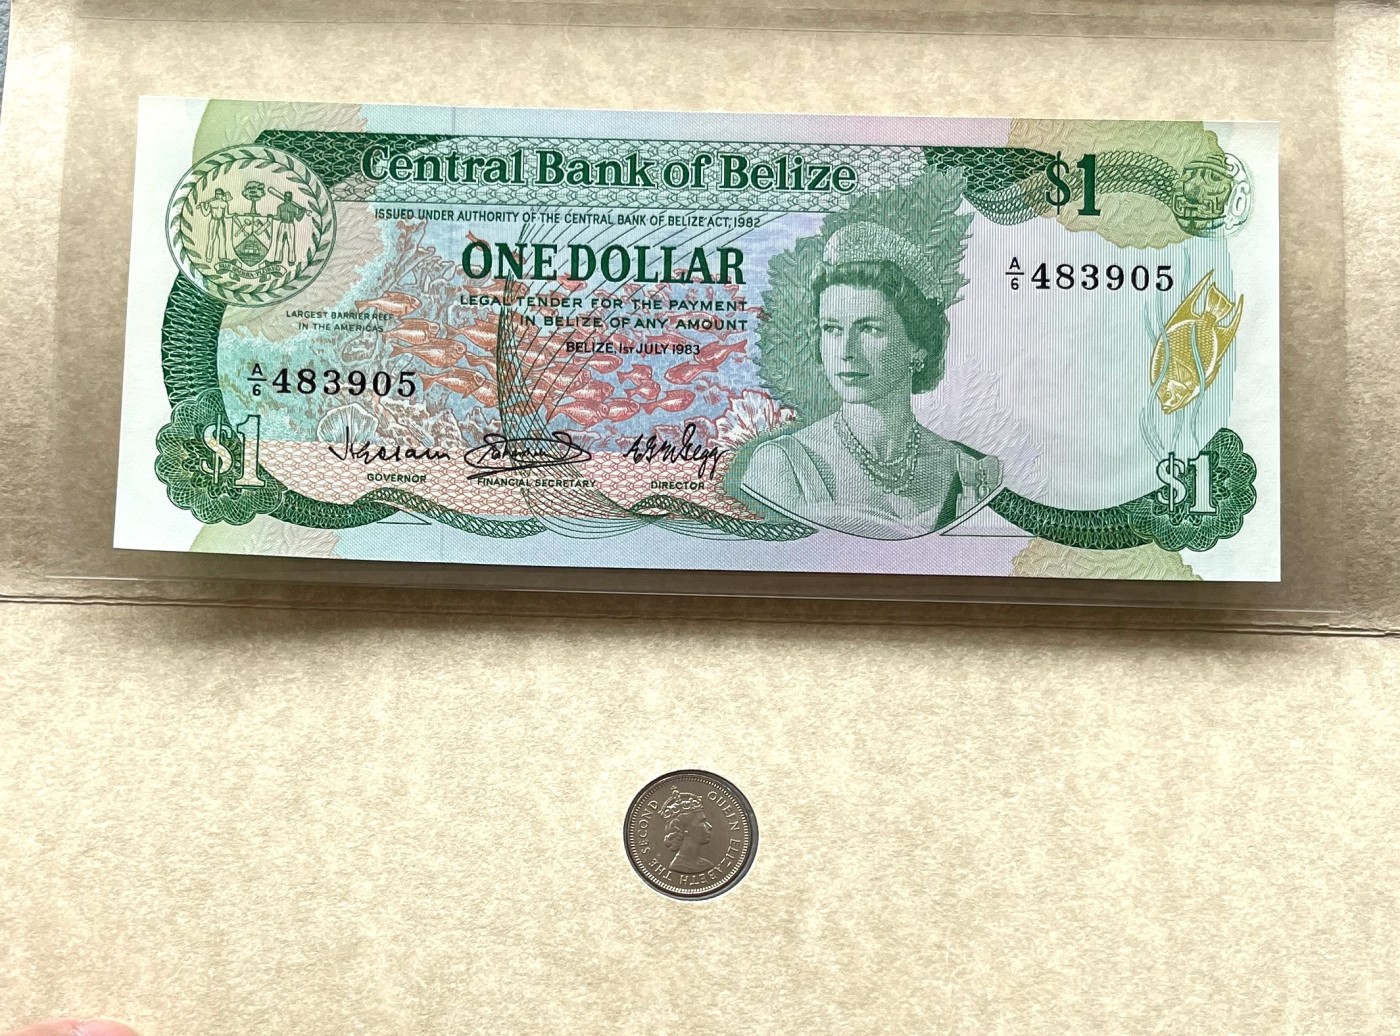 Central Bank of Belize
$1
ISSUED UNDER AUTHORITY OF THE CENTRAL BANK OF BELIZE ACT, 1982
ONE DOLLAR
A/6 483905
LEGAL TENDER FOR THE PAYMENT
IN BELIZE OF ANY AMOUNT
LARGEST BARRIER REEF
IN THE AMERICAS
BELIZE, 1ST JULY 1983
A/6 483905
$1
GOVERNOR
FINANCIAL SECRETARY
DIRECTOR
$1
QUEEN ELIZABETH THE SECOND